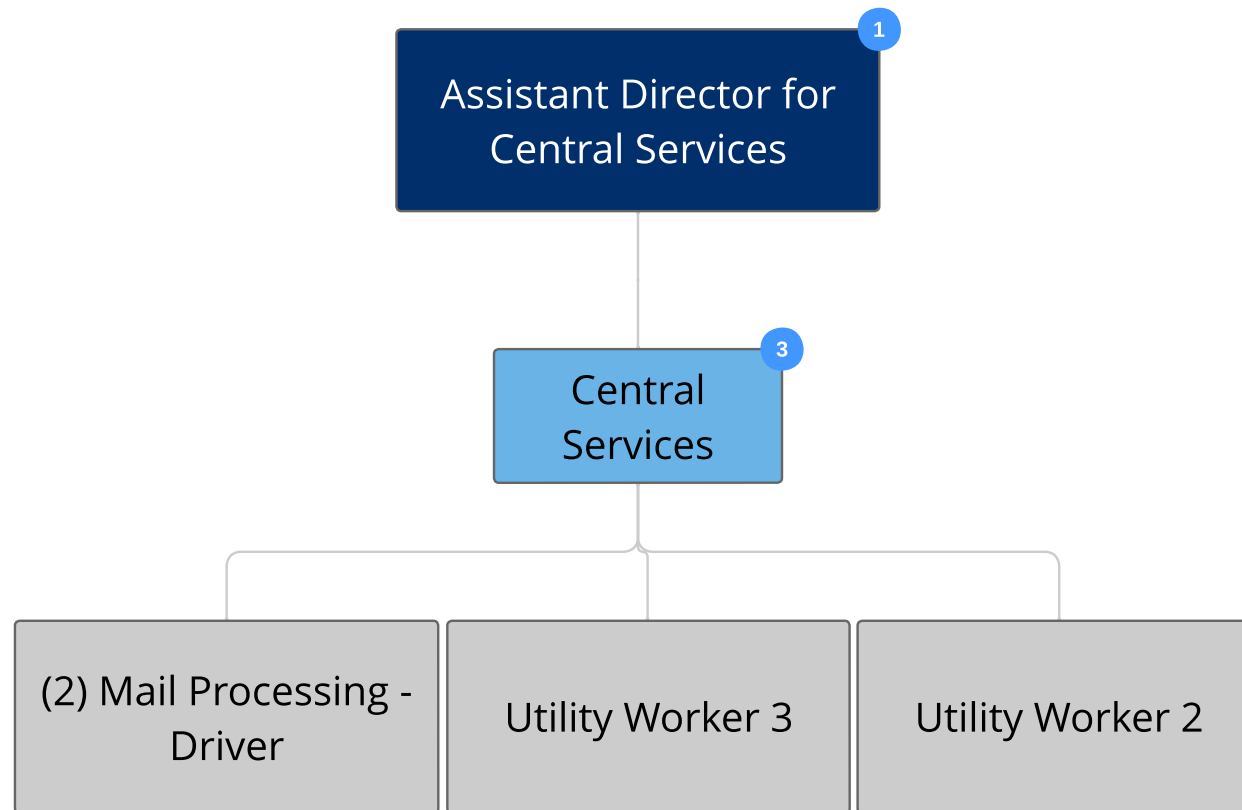 1
Assistant Director for
Central Services
3
Central
Services
(2) Mail Processing -
Driver
Utility Worker 3
Utility Worker 2